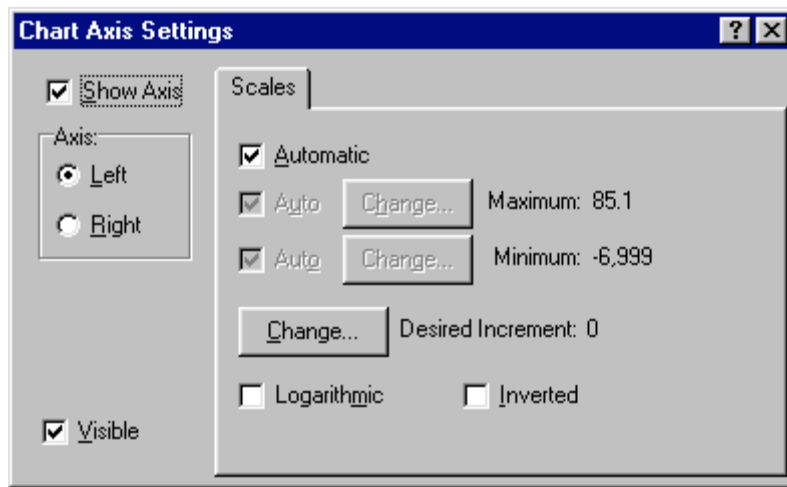 Chart Axis Settings
Show Axis
Axis:
Left
Right
Visible
Scales
Automatic
Auto Change... Maximum: 85.1
Auto Change... Minimum: -6,999
Change... Desired Increment: 0
Logarithmic Inverted